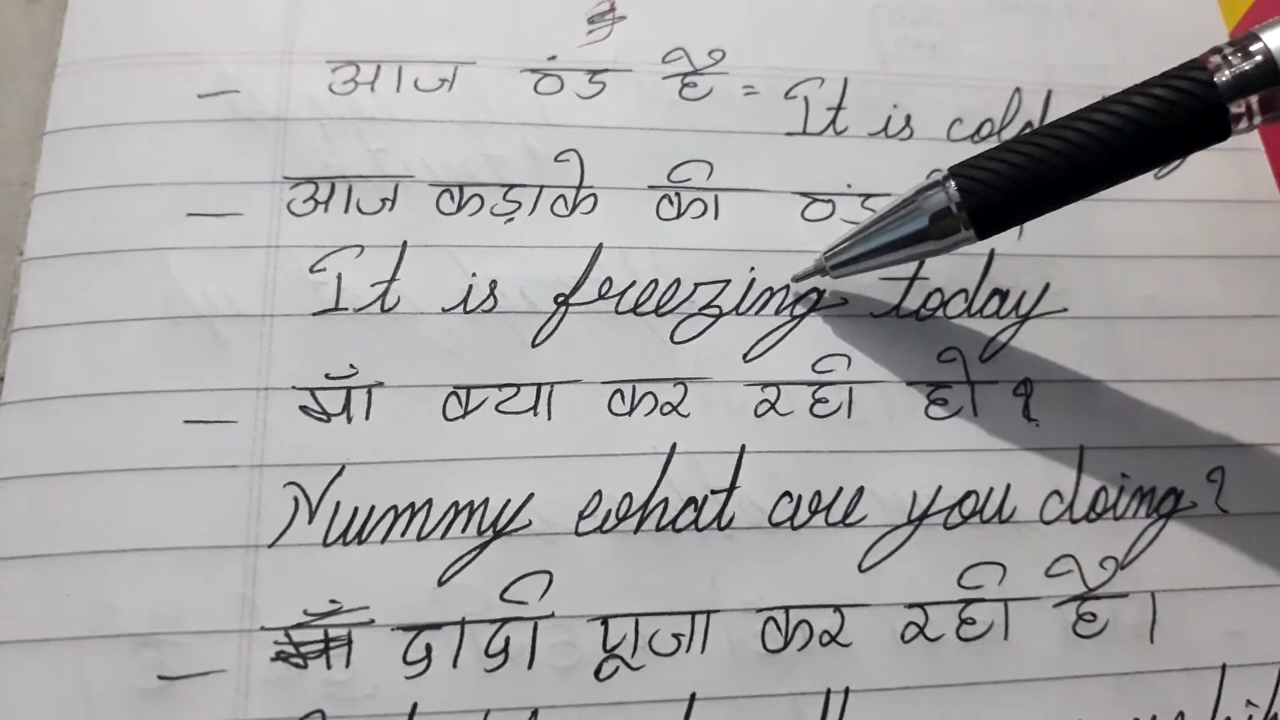 - आज ठंड है = It is cold
- आज कड़ाके की ठंड
It is freezing today
- माँ क्या कर रही हो?
Mummy what are you doing?
- दादी पूजा कर रही है।